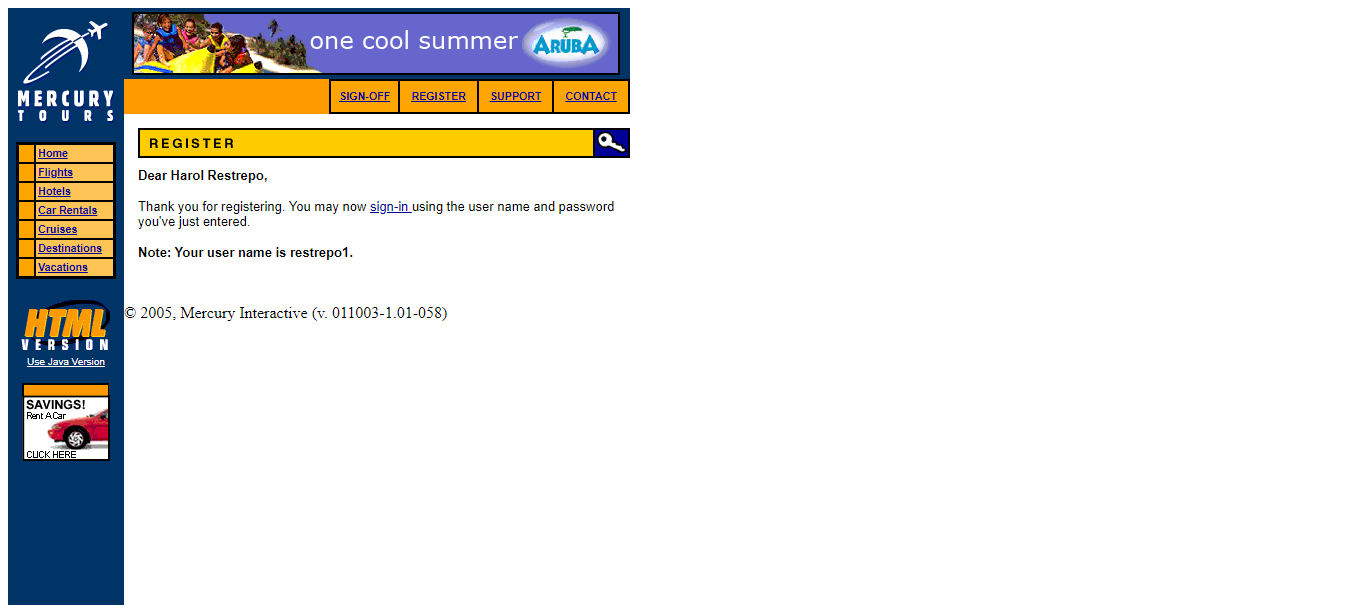 MERCURY
TOURS
one cool summer
ARUBA
SIGN-OFF
REGISTER
SUPPORT
CONTACT
Home
Flights
Hotels
Car Rentals
Cruises
Destinations
Vacations
HTML
VERSION
Use Java Version
SAVINGS!
Rent A Car
CLICK HERE
REGISTER
Dear Harol Restrepo,
Thank you for registering. You may now sign-in using the user name and password
you've just entered.
Note: Your user name is restrepo1.
© 2005, Mercury Interactive (v. 011003-1.01-058)